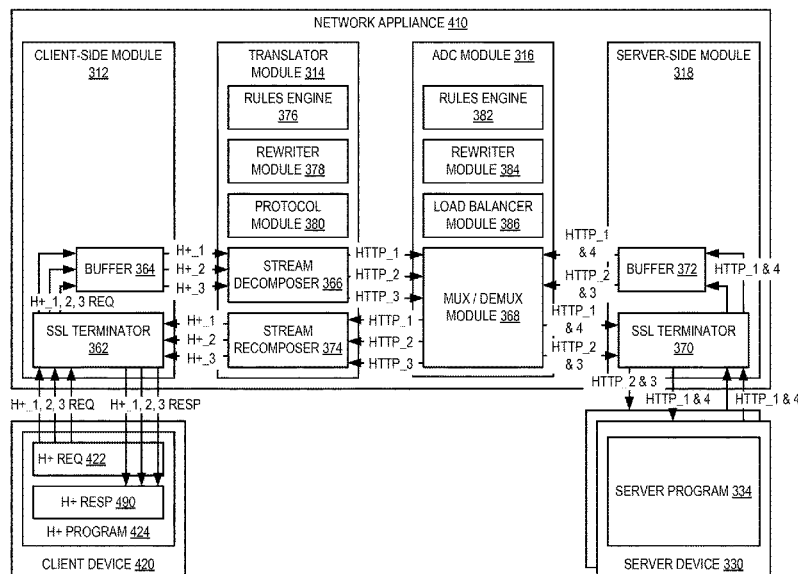 NETWORK APPLIANCE 410
CLIENT-SIDE MODULE
312
TRANSLATOR
MODULE 314
ADC MODULE 316
SERVER-SIDE MODULE
318
RULES ENGINE
376
RULES ENGINE
382
REWRITER
MODULE 378
REWRITER
MODULE 384
PROTOCOL
MODULE 380
LOAD BALANCER
MODULE 386
BUFFER 364
H+_1
H+_2
H+_3
STREAM
DECOMPOSER
366
HTTP_1
HTTP_2
HTTP_3
MUX / DEMUX
MODULE 368
HTTP_1
& 4
HTTP_2
& 3
BUFFER 372
HTTP_1 & 4
H+_1, 2, 3 REQ
SSL TERMINATOR
362
H+_1
H+_2
H+_3
STREAM
RECOMPOSER
374
HTTP_1
HTTP_2
HTTP_3
HTTP_1
& 4
HTTP_2
& 3
SSL TERMINATOR
370
HTTP_2 & 3
H+_1, 2, 3 REQ
H+_1, 2, 3 RESP
HTTP_1 & 4
HTTP_1 & 4
H+ REQ 422
H+ RESP 490
H+ PROGRAM 424
CLIENT DEVICE 420
SERVER PROGRAM 334
SERVER DEVICE 330